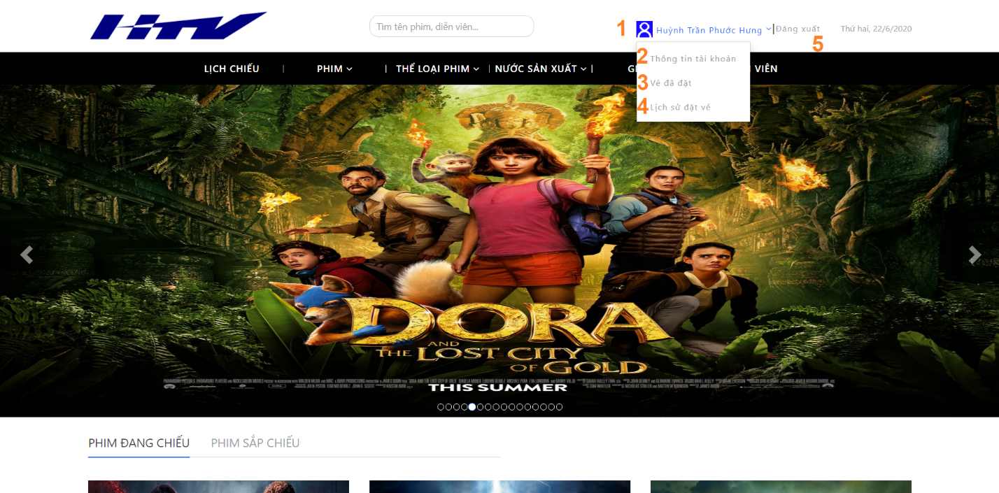 HTV
Tìm tên phim, diễn viên...
1
Huỳnh Trần Phước Hưng
Đăng xuất
5
Thứ hai, 22/6/2020
2 Thông tin tài khoản
3 Vé đã đặt
4 Lịch sử đặt vé
LỊCH CHIẾU | PHIM | THỂ LOẠI PHIM | NƯỚC SẢN XUẤT | G VIÊN
DORA
AND
THE LOST CITY
OF GOLD
THIS SUMMER
PHIM ĐANG CHIẾU
PHIM SẮP CHIẾU